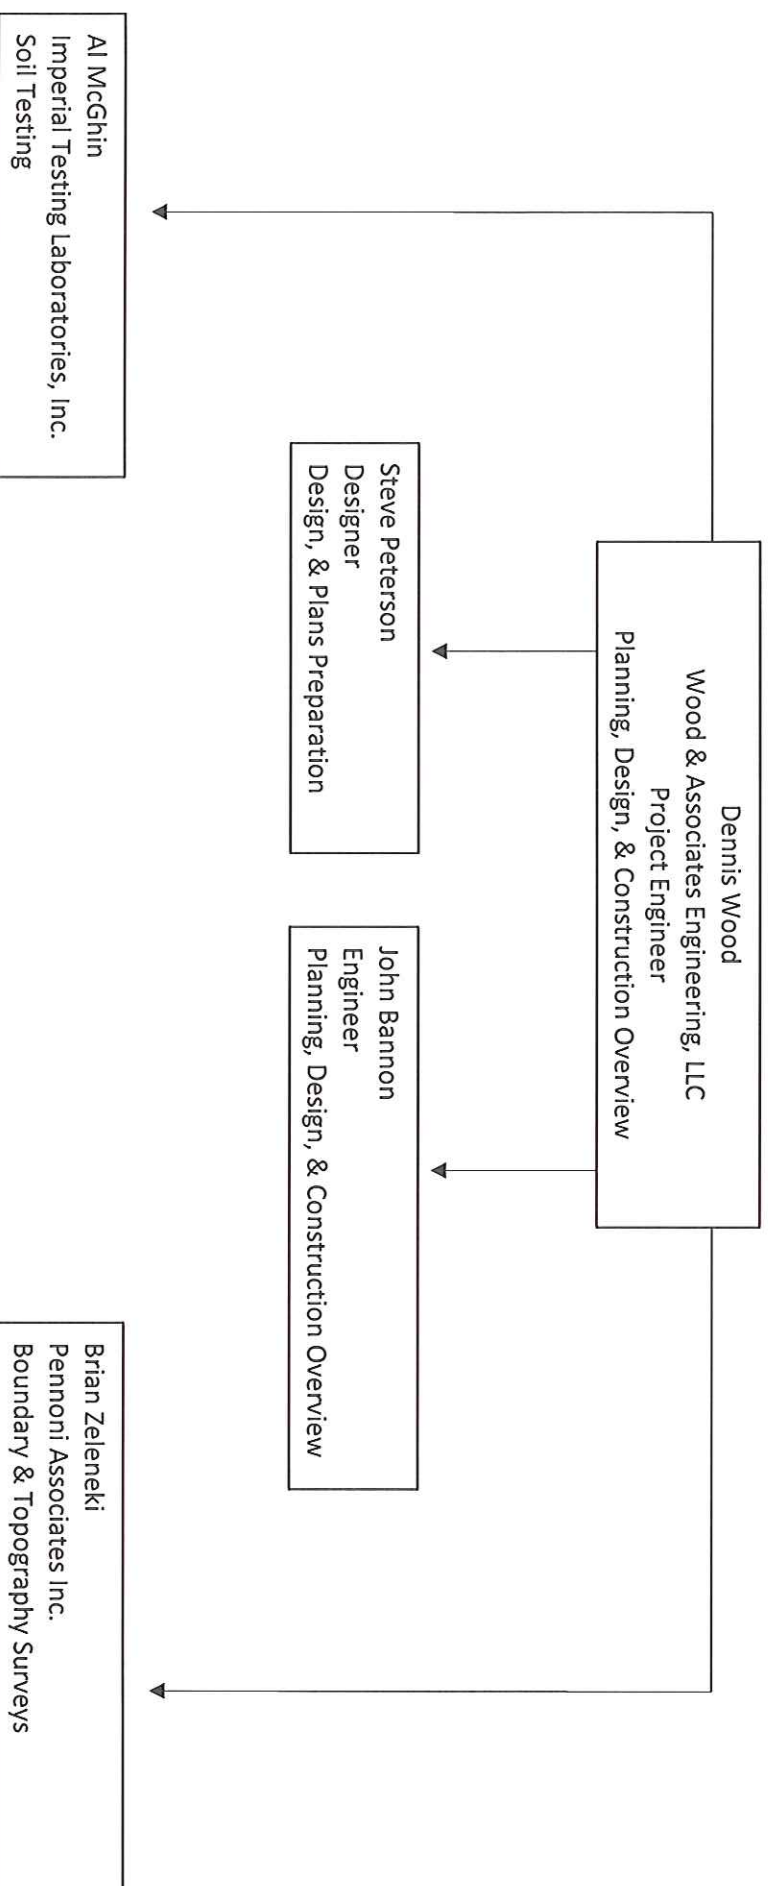 Dennis Wood
Wood & Associates Engineering, LLC
Project Engineer
Planning, Design, & Construction Overview
Steve Peterson
Designer
Design, & Plans Preparation
John Bannon
Engineer
Planning, Design, & Construction Overview
Al McGhin
Imperial Testing Laboratories, Inc.
Soil Testing
Brian Zeleneki
Pennoni Associates Inc.
Boundary & Topography Surveys